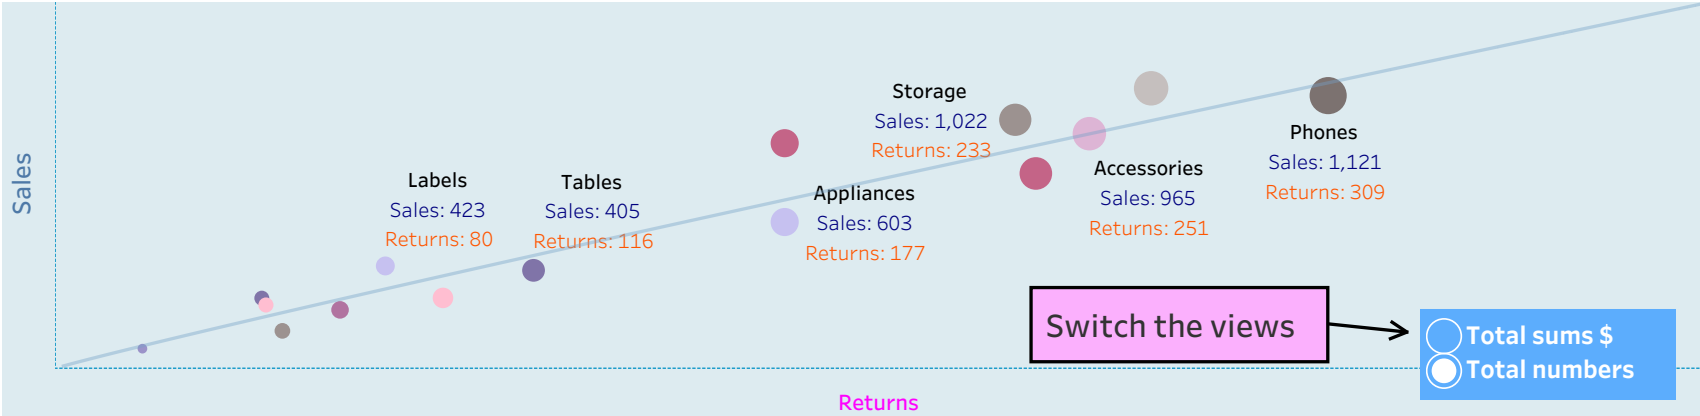 Sales
Labels
Sales: 423
Returns: 80
Tables
Sales: 405
Returns: 116
Appliances
Sales: 603
Returns: 177
Storage
Sales: 1,022
Returns: 233
Accessories
Sales: 965
Returns: 251
Phones
Sales: 1,121
Returns: 309
Switch the views
Total sums $
Total numbers
Returns